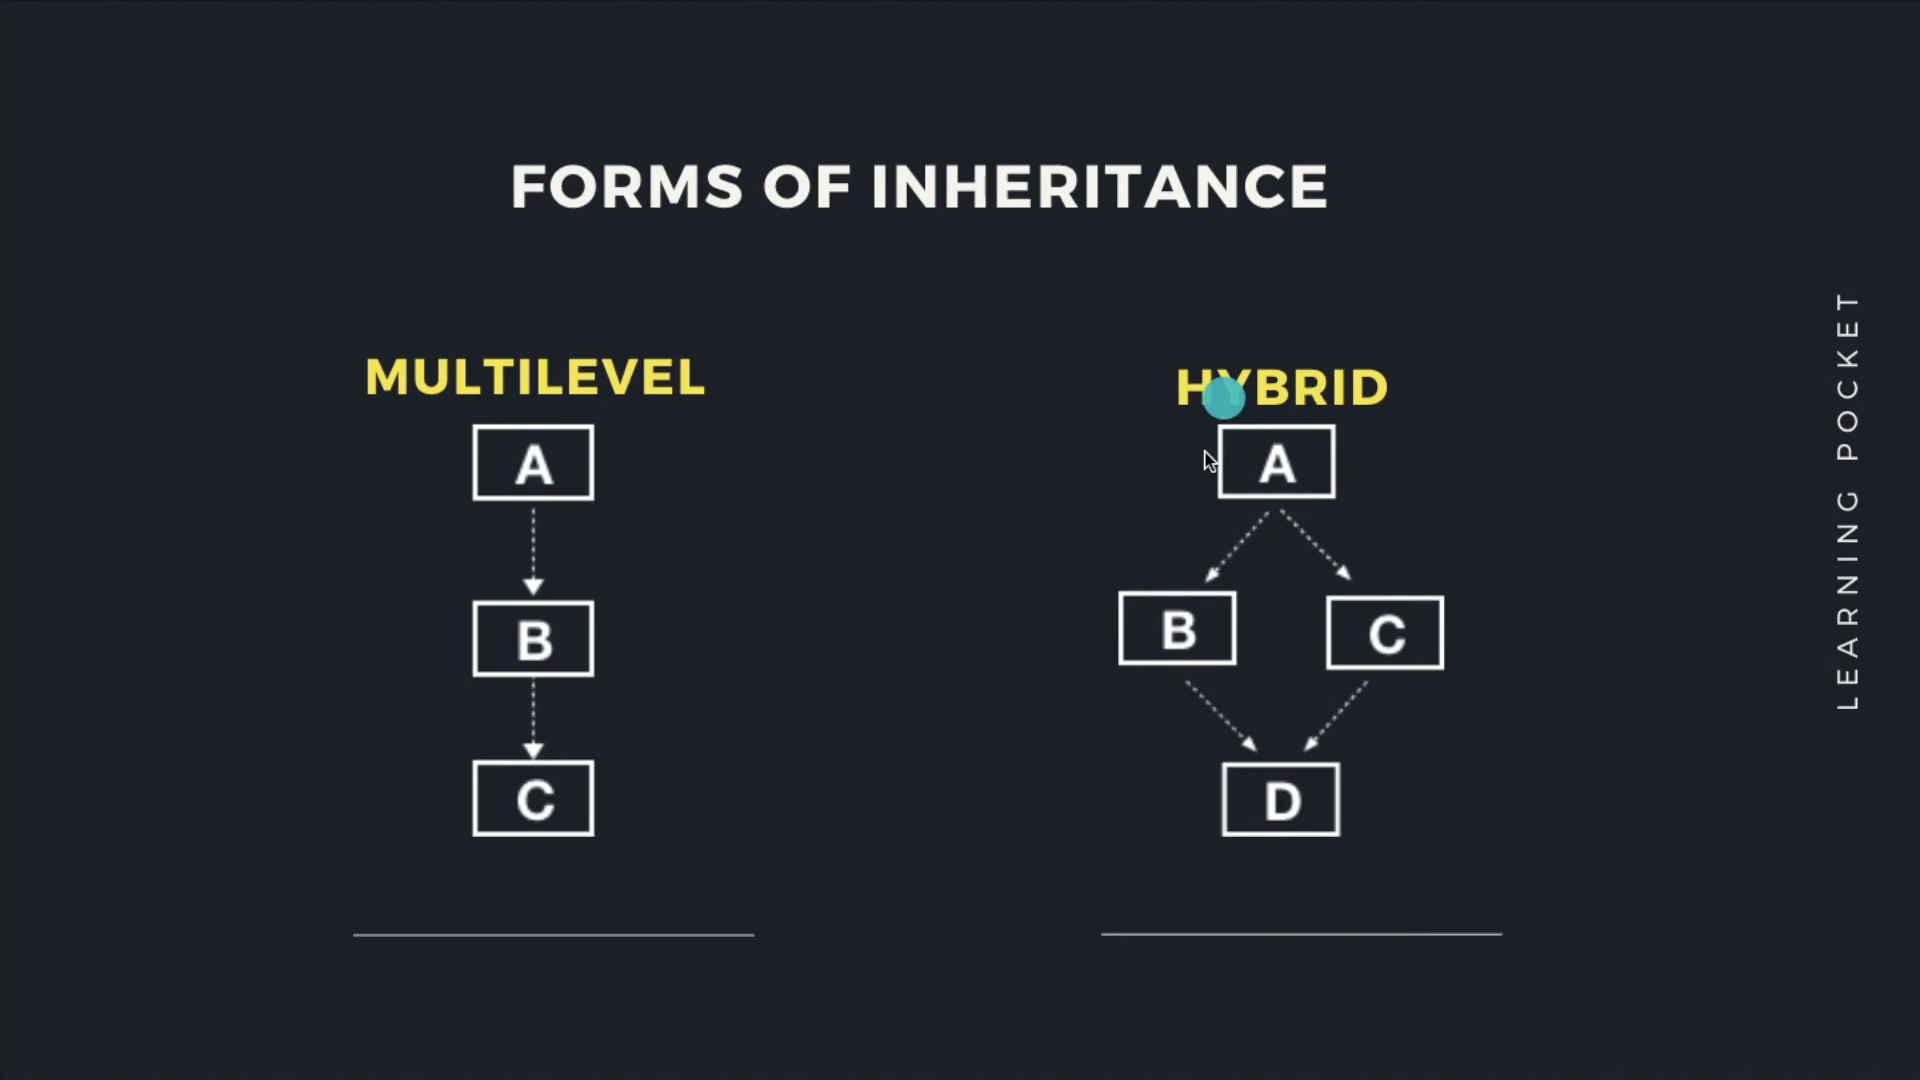 FORMS OF INHERITANCE
MULTILEVEL
A
B
C
HYBRID
A
B
C
D
LEARNING POCKET